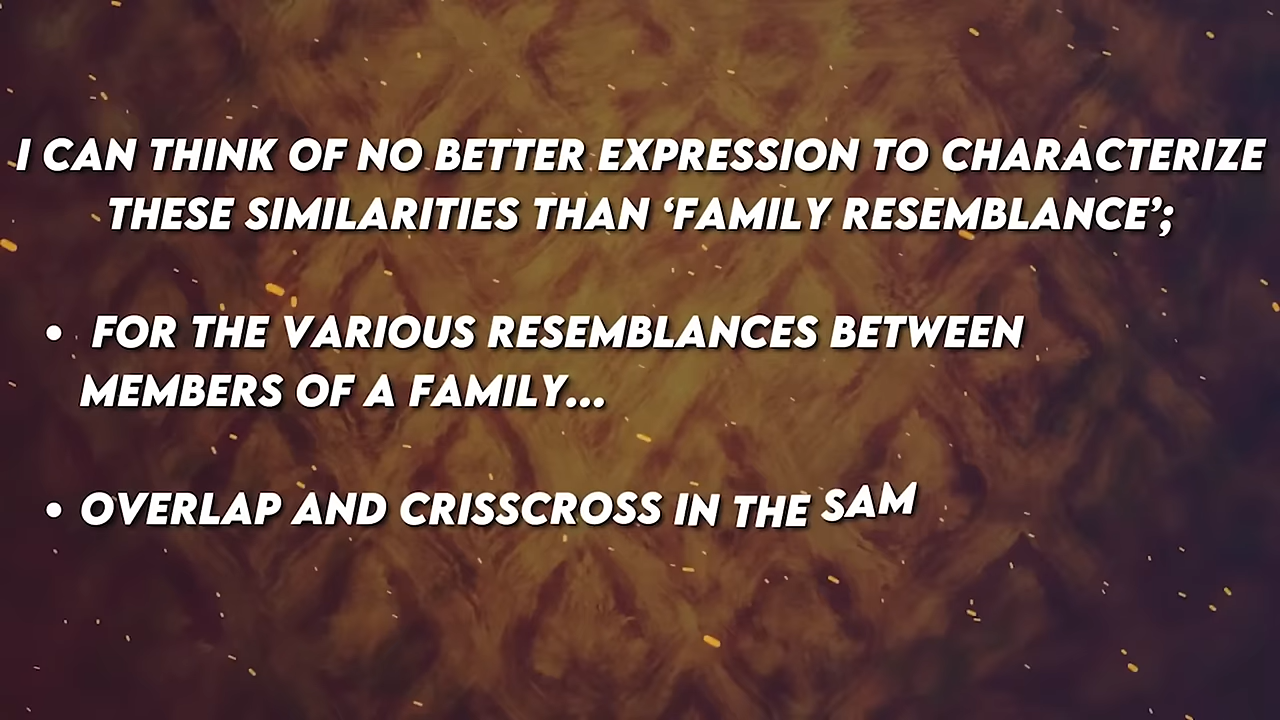 I CAN THINK OF NO BETTER EXPRESSION TO CHARACTERIZE
THESE SIMILARITIES THAN ‘FAMILY RESEMBLANCE’;
• FOR THE VARIOUS RESEMBLANCES BETWEEN
MEMBERS OF A FAMILY...
• OVERLAP AND CRISSCROSS IN THE SAM